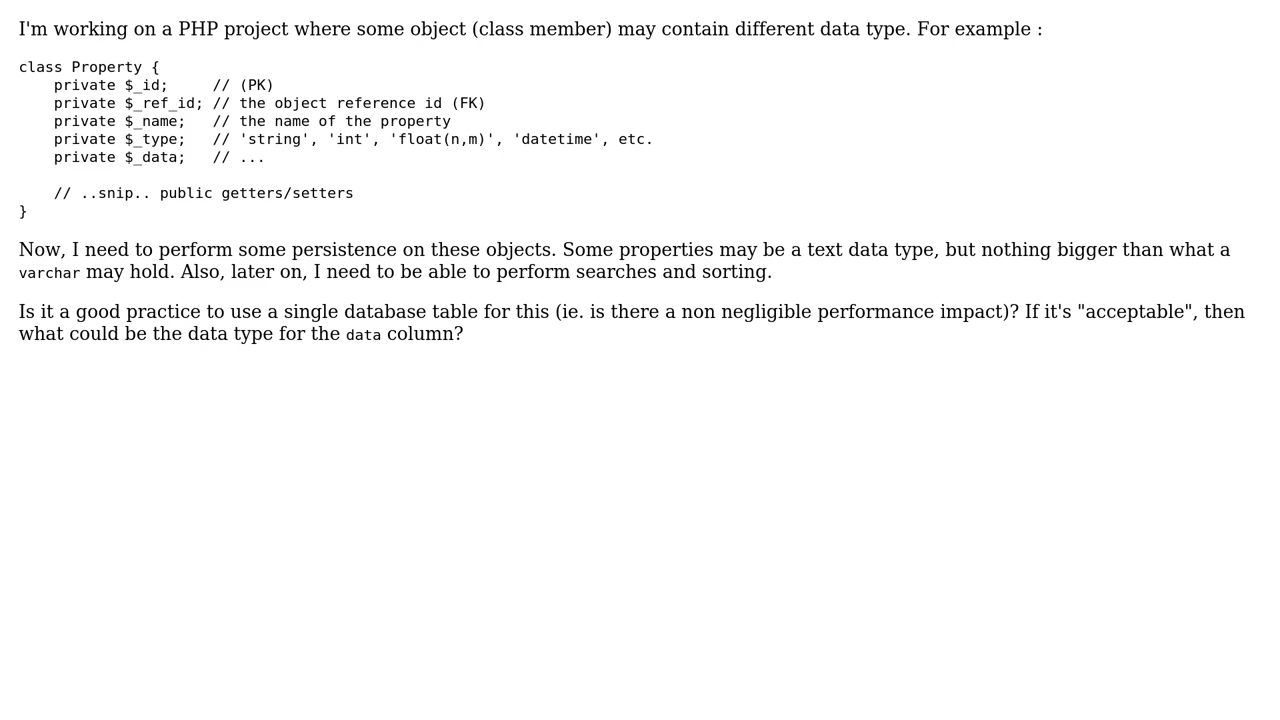 I'm working on a PHP project where some object (class member) may contain different data type. For example :
class Property {
    private $_id;     // (PK)
    private $_ref_id; // the object reference id (FK)
    private $_name;   // the name of the property
    private $_type;   // 'string', 'int', 'float(n,m)', 'datetime', etc.
    private $_data;   // ...
    // ..snip.. public getters/setters
}
Now, I need to perform some persistence on these objects. Some properties may be a text data type, but nothing bigger than what a
varchar may hold. Also, later on, I need to be able to perform searches and sorting.
Is it a good practice to use a single database table for this (ie. is there a non negligible performance impact)? If it's "acceptable", then
what could be the data type for the data column?